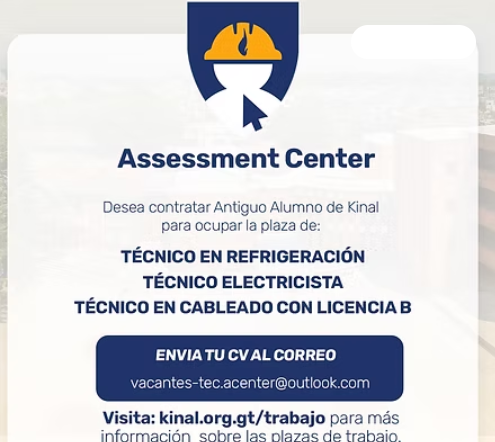 Assessment Center
Desea contratar Antiguo Alumno de Kinal
para ocupar la plaza de:
TÉCNICO EN REFRIGERACIÓN
TÉCNICO ELECTRICISTA
TÉCNICO EN CABLEADO CON LICENCIA B
ENVIA TU CV AL CORREO
vacantes-tec.acenter@outlook.com
Visita: kinal.org.gt/trabajo para más
información sobre las plazas de trabajo.